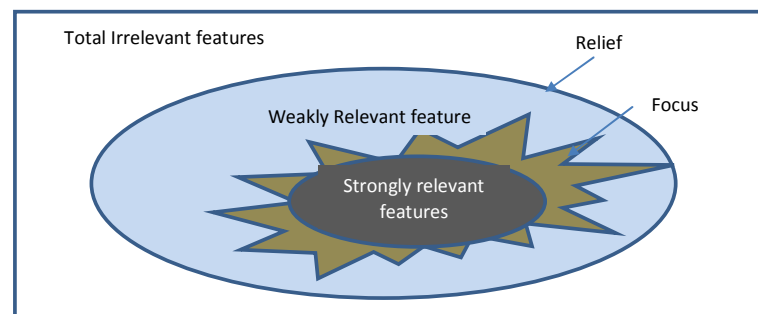 Total Irrelevant features
Relief
Focus
Weakly Relevant feature
Strongly relevant
features